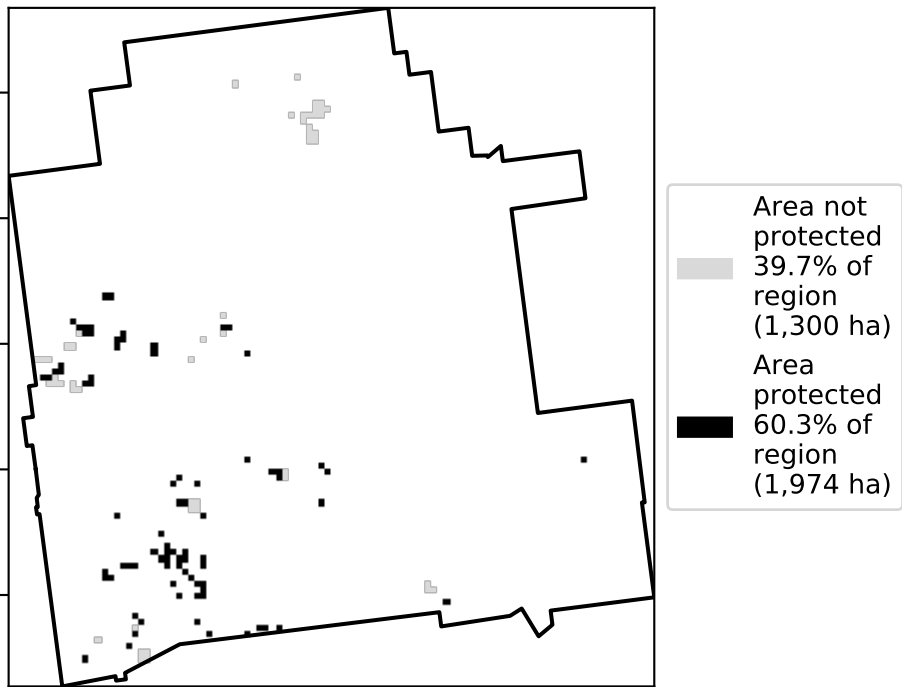 Area not
protected
39.7% of
region
(1,300 ha)
Area
protected
60.3% of
region
(1,974 ha)